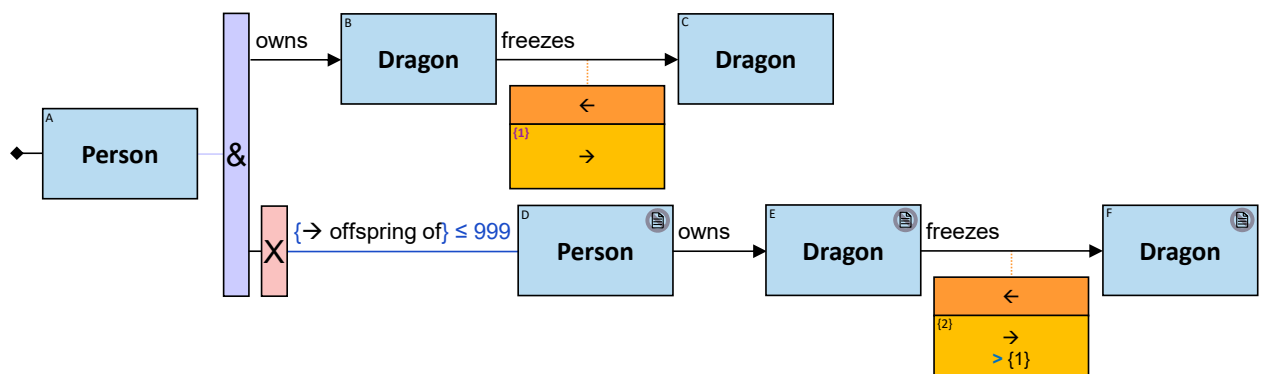 B
C
owns
Dragon
freezes
Dragon
A
Person
&
←
{1}
→
X
{→ offspring of} ≤ 999
D
Person
owns
E
Dragon
freezes
F
Dragon
←
{2}
→
> {1}